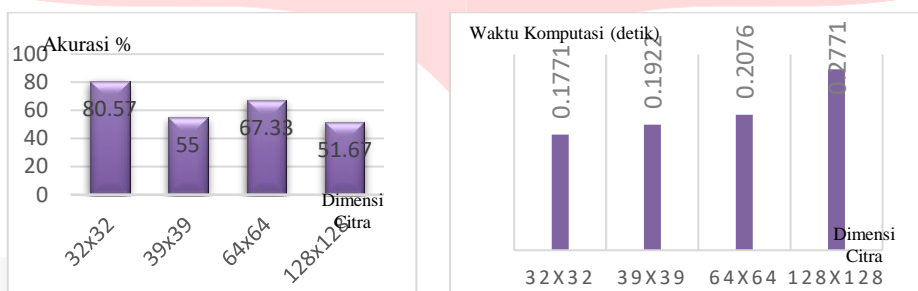 Akurasi %
100
80
60
40
20
0
80.57
55
67.33
51.67
Dimensi
Citra
32x32
39x39
64x64
128x128
Waktu Komputasi (detik)
0.1771
0.1922
0.2076
0.2771
Dimensi
Citra
32X32 39X39 64X64 128X128